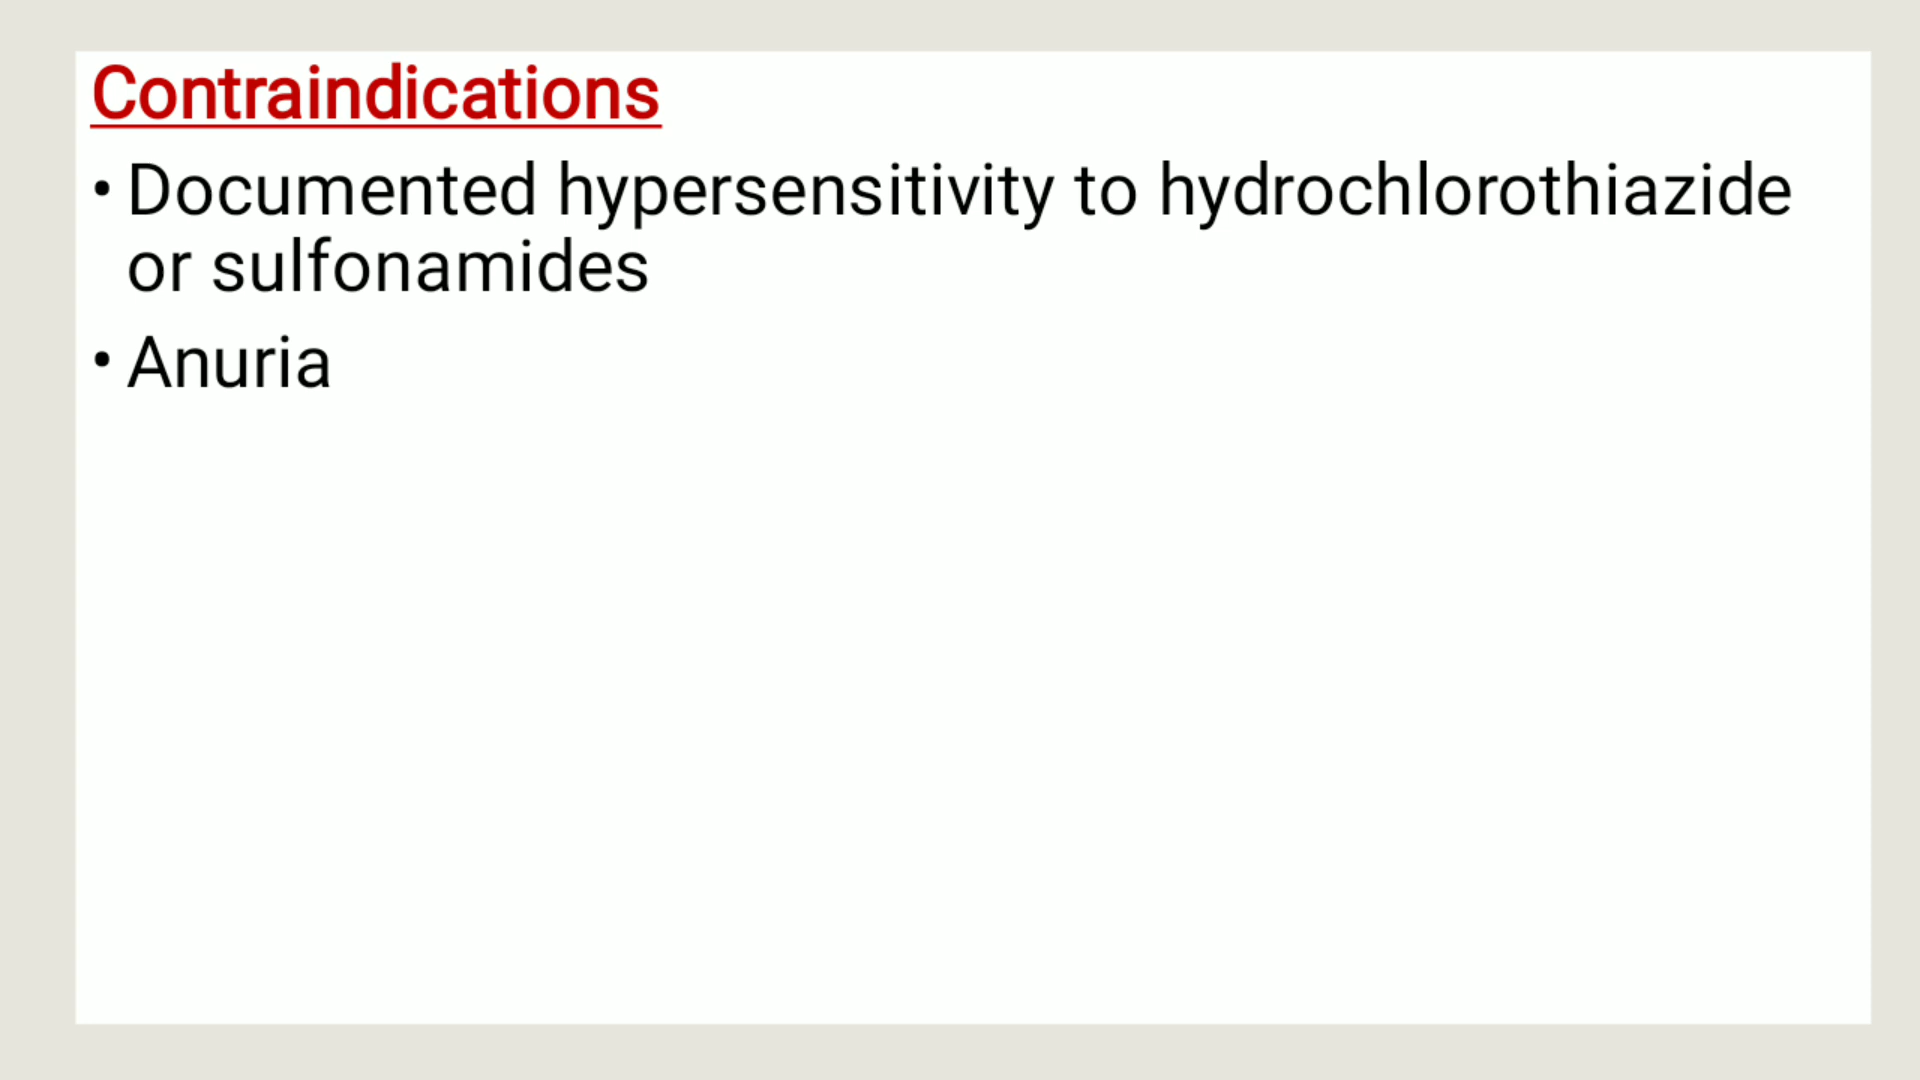 Contraindications
• Documented hypersensitivity to hydrochlorothiazide
or sulfonamides
• Anuria